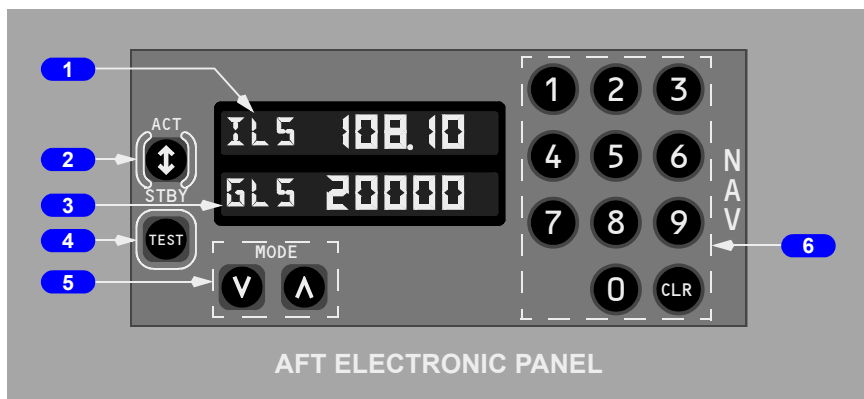 1
ILS 108.10
ACT
2
STBY
3
GLS 20000
4
TEST
MODE
5
V Λ
1 2 3
4 5 6
7 8 9
0 CLR
NAV
6
AFT ELECTRONIC PANEL